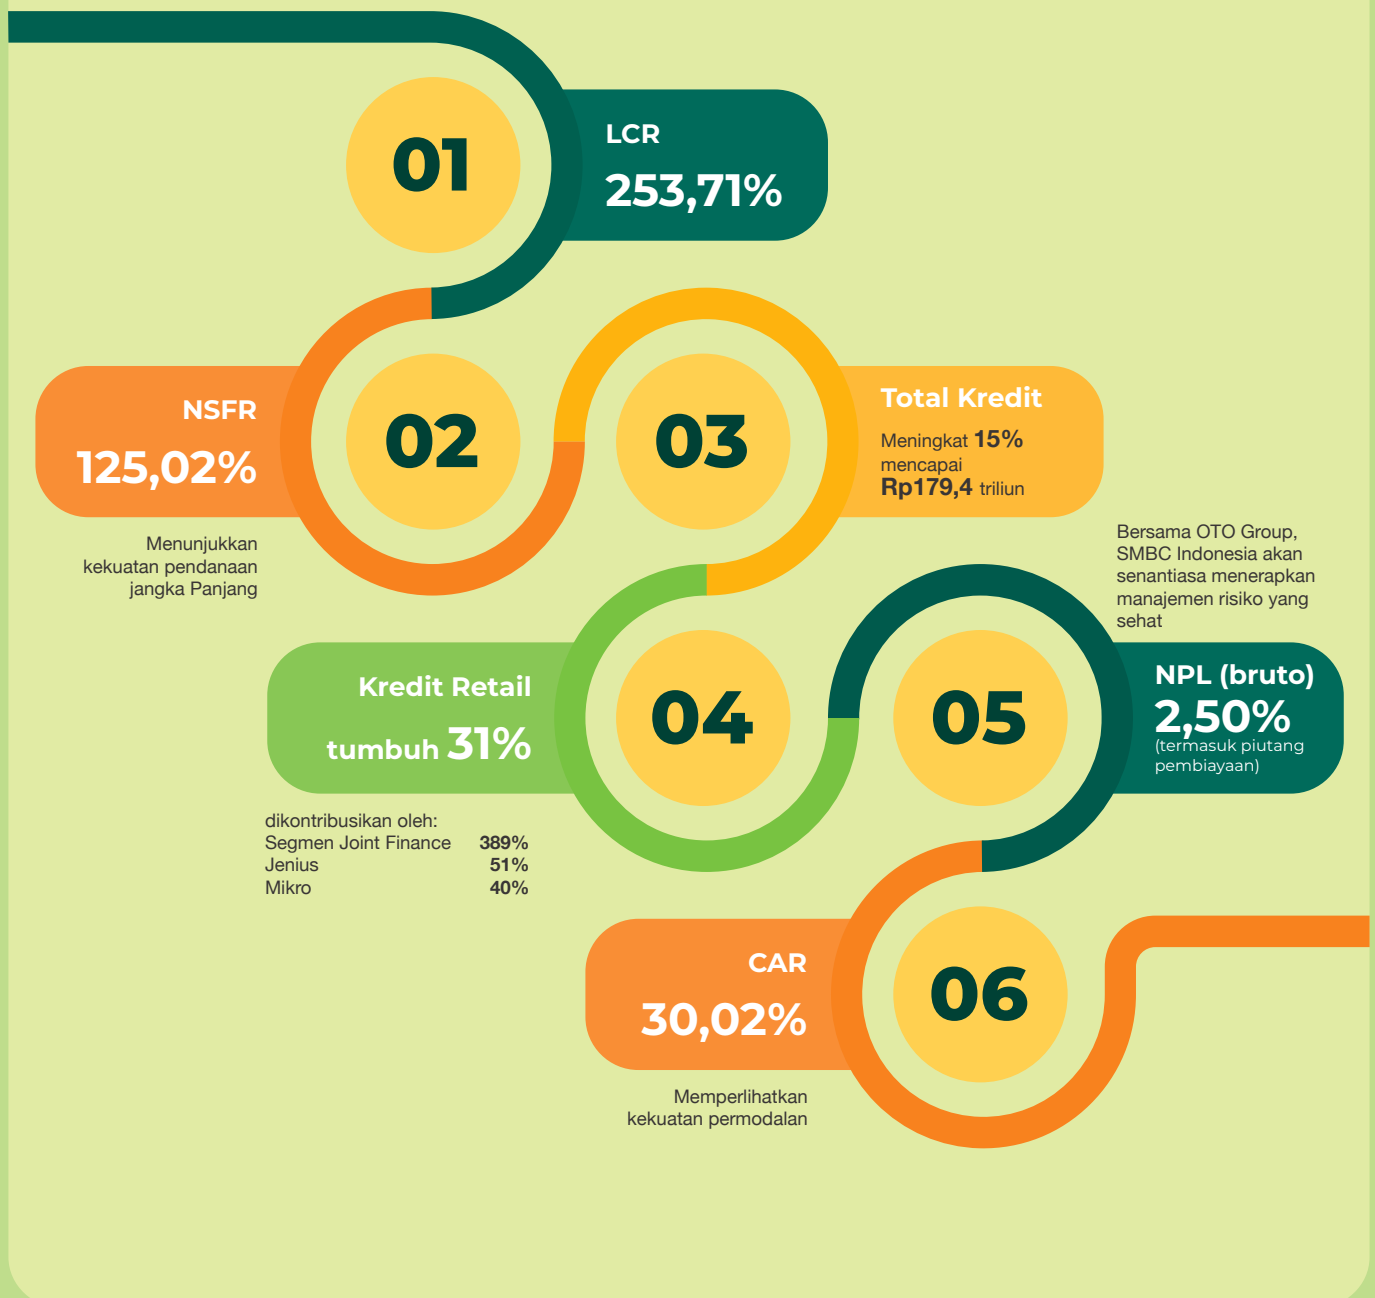 01
LCR
253,71%
02
NSFR
125,02%
Menunjukkan
kekuatan pendanaan
jangka Panjang
03
Total Kredit
Meningkat 15%
mencapai
Rp179,4 triliun
04
Kredit Retail
tumbuh 31%
dikontribusikan oleh:
Segmen Joint Finance 389%
Jenius 51%
Mikro 40%
05
Bersama OTO Group,
SMBC Indonesia akan
senantiasa menerapkan
manajemen risiko yang
sehat
NPL (bruto)
2,50%
(termasuk piutang
pembiayaan)
06
CAR
30,02%
Memperlihatkan
kekuatan permodalan